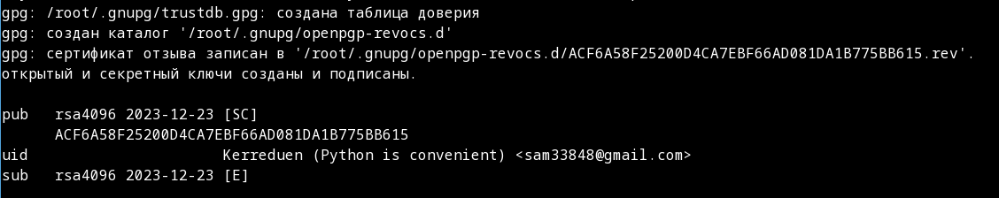 gpg: /root/.gnupg/trustdb.gpg: создана таблица доверия
gpg: создан каталог '/root/.gnupg/openpgp-revocs.d'
gpg: сертификат отзыва записан в '/root/.gnupg/openpgp-revocs.d/ACF6A58F25200D4CA7EBF66AD081DA1B775BB615.rev'.
открытый и секретный ключи созданы и подписаны.
pub   rsa4096 2023-12-23 [SC]
      ACF6A58F25200D4CA7EBF66AD081DA1B775BB615
uid                      Kerreduen (Python is convenient) <sam33848@gmail.com>
sub   rsa4096 2023-12-23 [E]